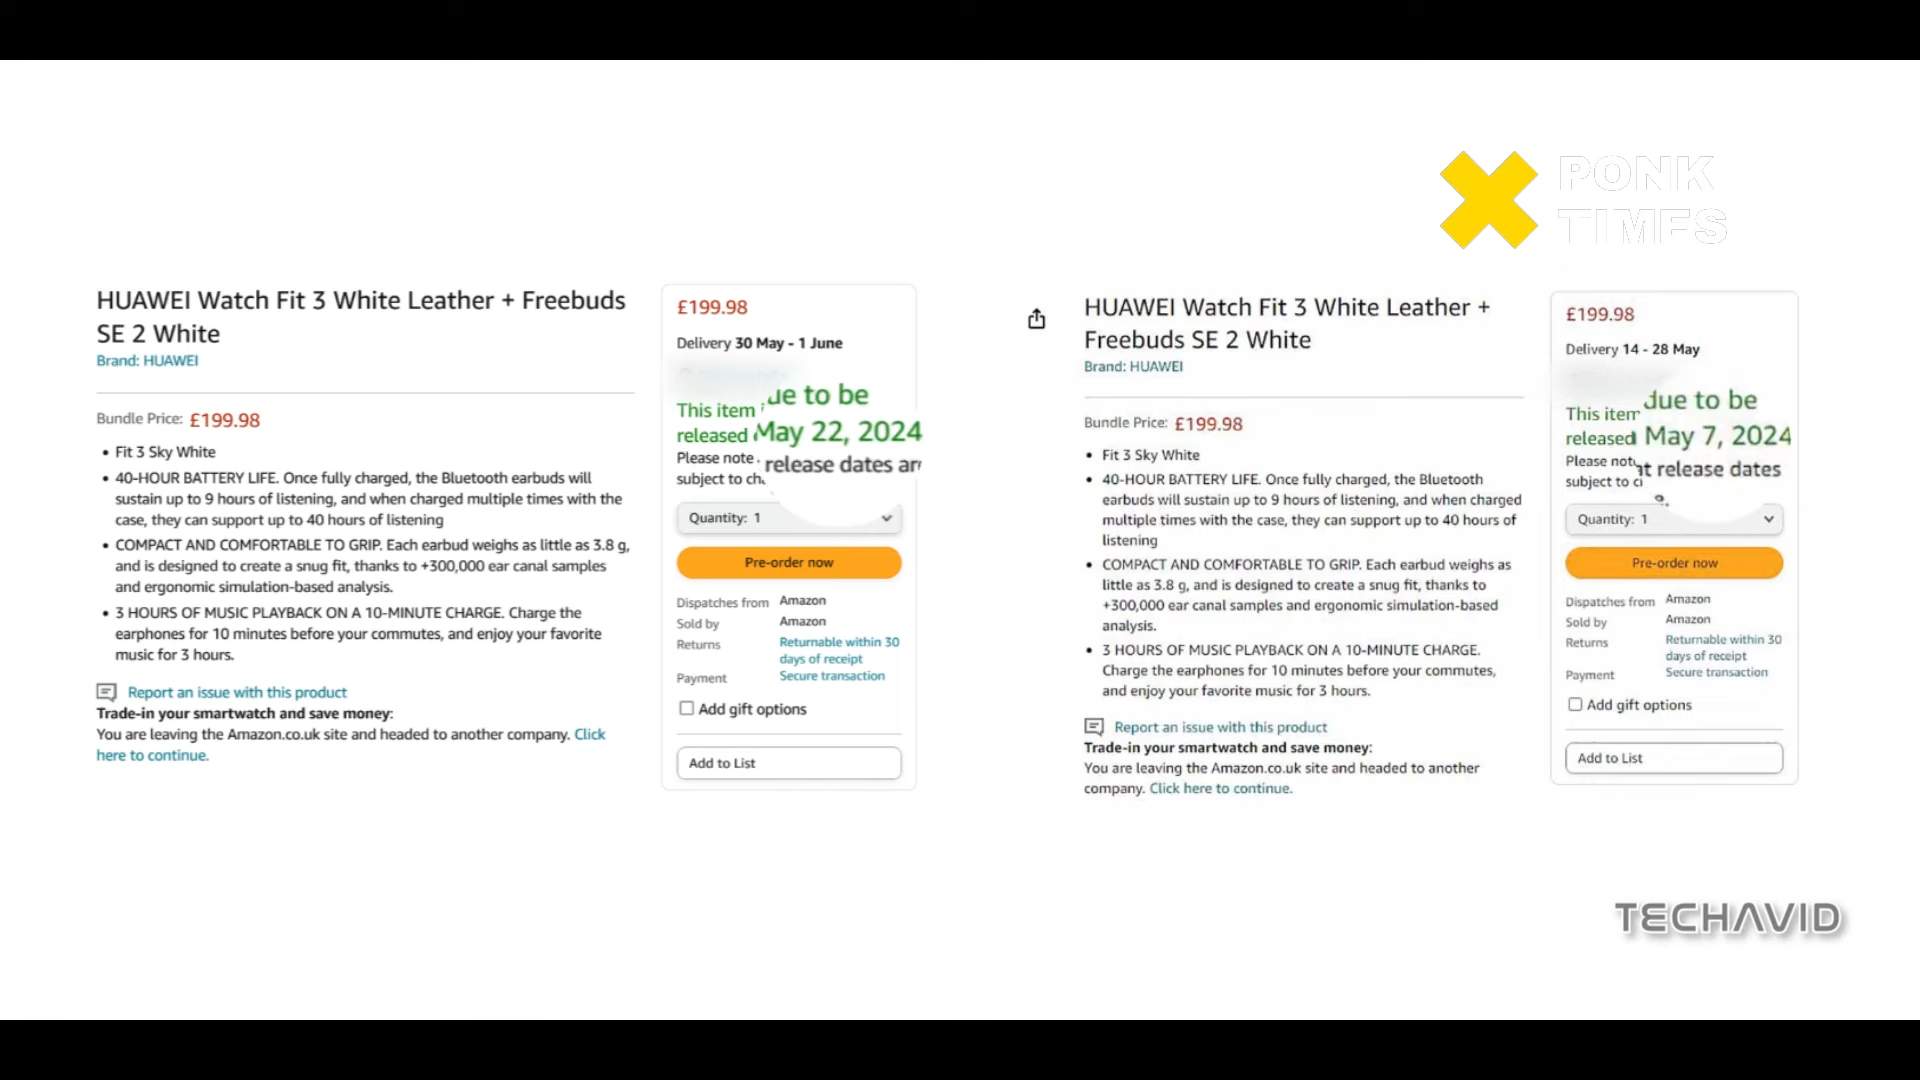 PONK
TIMES
HUAWEI Watch Fit 3 White Leather + Freebuds
SE 2 White
Brand: HUAWEI
Bundle Price: £199.98
• Fit 3 Sky White
• 40-HOUR BATTERY LIFE. Once fully charged, the Bluetooth earbuds will
sustain up to 9 hours of listening, and when charged multiple times with the
case, they can support up to 40 hours of listening
• COMPACT AND COMFORTABLE TO GRIP. Each earbud weighs as little as 3.8 g,
and is designed to create a snug fit, thanks to +300,000 ear canal samples
and ergonomic simulation-based analysis.
• 3 HOURS OF MUSIC PLAYBACK ON A 10-MINUTE CHARGE. Charge the
earphones for 10 minutes before your commutes, and enjoy your favorite
music for 3 hours.
Report an issue with this product
Trade-in your smartwatch and save money:
You are leaving the Amazon.co.uk site and headed to another company. Click
here to continue.
£199.98
Delivery 30 May - 1 June
This item due to be
released May 22, 2024
Please note release dates are
subject to
Quantity: 1
Pre-order now
Dispatches from Amazon
Sold by Amazon
Returns Returnable within 30
days of receipt
Payment Secure transaction
Add gift options
Add to List
HUAWEI Watch Fit 3 White Leather +
Freebuds SE 2 White
Brand: HUAWEI
Bundle Price: £199.98
• Fit 3 Sky White
• 40-HOUR BATTERY LIFE. Once fully charged, the Bluetooth
earbuds will sustain up to 9 hours of listening, and when charged
multiple times with the case, they can support up to 40 hours of
listening
• COMPACT AND COMFORTABLE TO GRIP. Each earbud weighs as
little as 3.8 g, and is designed to create a snug fit, thanks to
+300,000 ear canal samples and ergonomic simulation-based
analysis.
• 3 HOURS OF MUSIC PLAYBACK ON A 10-MINUTE CHARGE.
Charge the earphones for 10 minutes before your commutes,
and enjoy your favorite music for 3 hours.
Report an issue with this product
Trade-in your smartwatch and save money:
You are leaving the Amazon.co.uk site and headed to another
company. Click here to continue.
£199.98
Delivery 14 - 28 May
This item due to be
released May 7, 2024
Please release dates
subject to
Quantity: 1
Pre-order now
Dispatches from Amazon
Sold by Amazon
Returns Returnable within 30
days of receipt
Payment Secure transaction
Add gift options
Add to List
TECHAVID